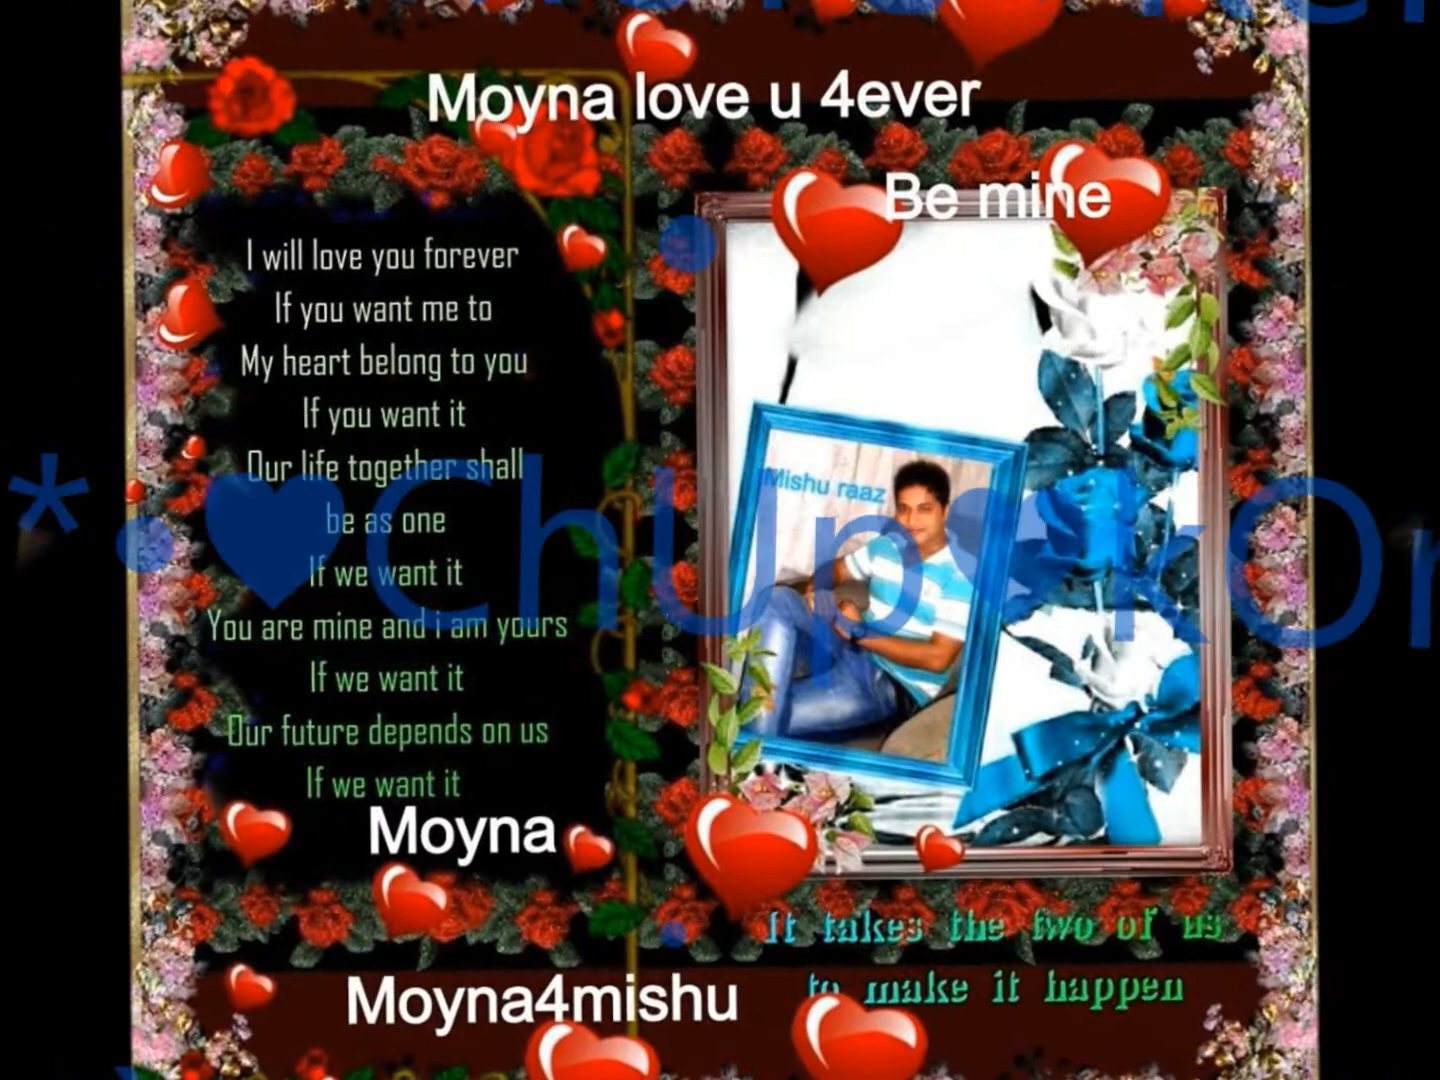 Moyna love u 4ever
Be mine
I will love you forever
If you want me to
My heart belong to you
If you want it
Our life together shall
be as one
If we want it
You are mine and i am yours
If we want it
Our future depends on us
If we want it
Moyna
Mishu raaz
*•♥ChUp♥kO
It takes the two of us
to make it happen
Moyna4mishu